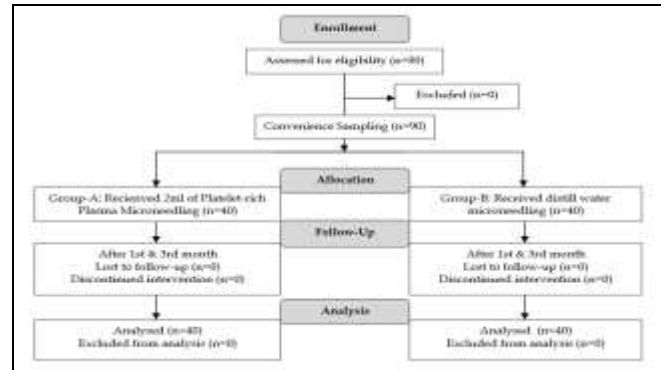 Enrollment
Assessed for eligibility (n=80)
Excluded (n=0)
Convenience Sampling (n=90)
Allocation
Group-A: Recieved 2ml of Platelet-rich
Plasma Microneedling (n=40)
Group-B: Received distill water
microneedling (n=40)
Follow-Up
After 1st & 3rd month
Lost to follow-up (n=0)
Discontinued intervention (n=0)
After 1st & 3rd month
Lost to follow-up (n=0)
Discontinued intervention (n=0)
Analysis
Analysed (n=40)
Excluded from analysis (n=0)
Analysed (n=40)
Excluded from analysis (n=0)